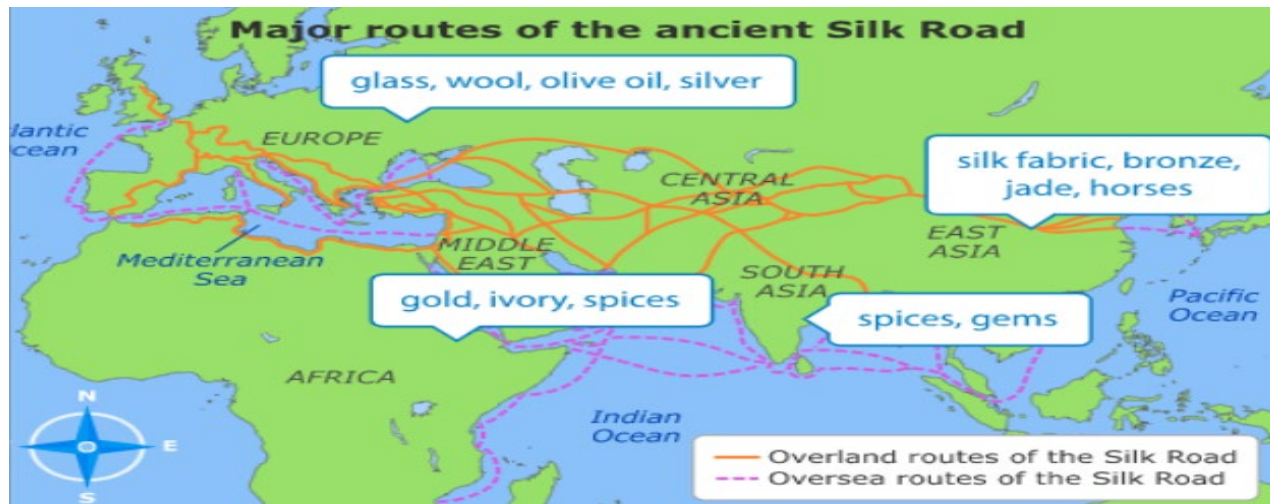 Major routes of the ancient Silk Road
glass, wool, olive oil, silver
lantic
cean
EUROPE
silk fabric, bronze,
jade, horses
CENTRAL
ASIA
EAST
ASIA
MIDDLE
EAST
Mediterranean
Sea
SOUTH
ASIA
gold, ivory, spices
spices, gems
Pacific
Ocean
AFRICA
Indian
Ocean
N
E
S
O
Overland routes of the Silk Road
Oversea routes of the Silk Road